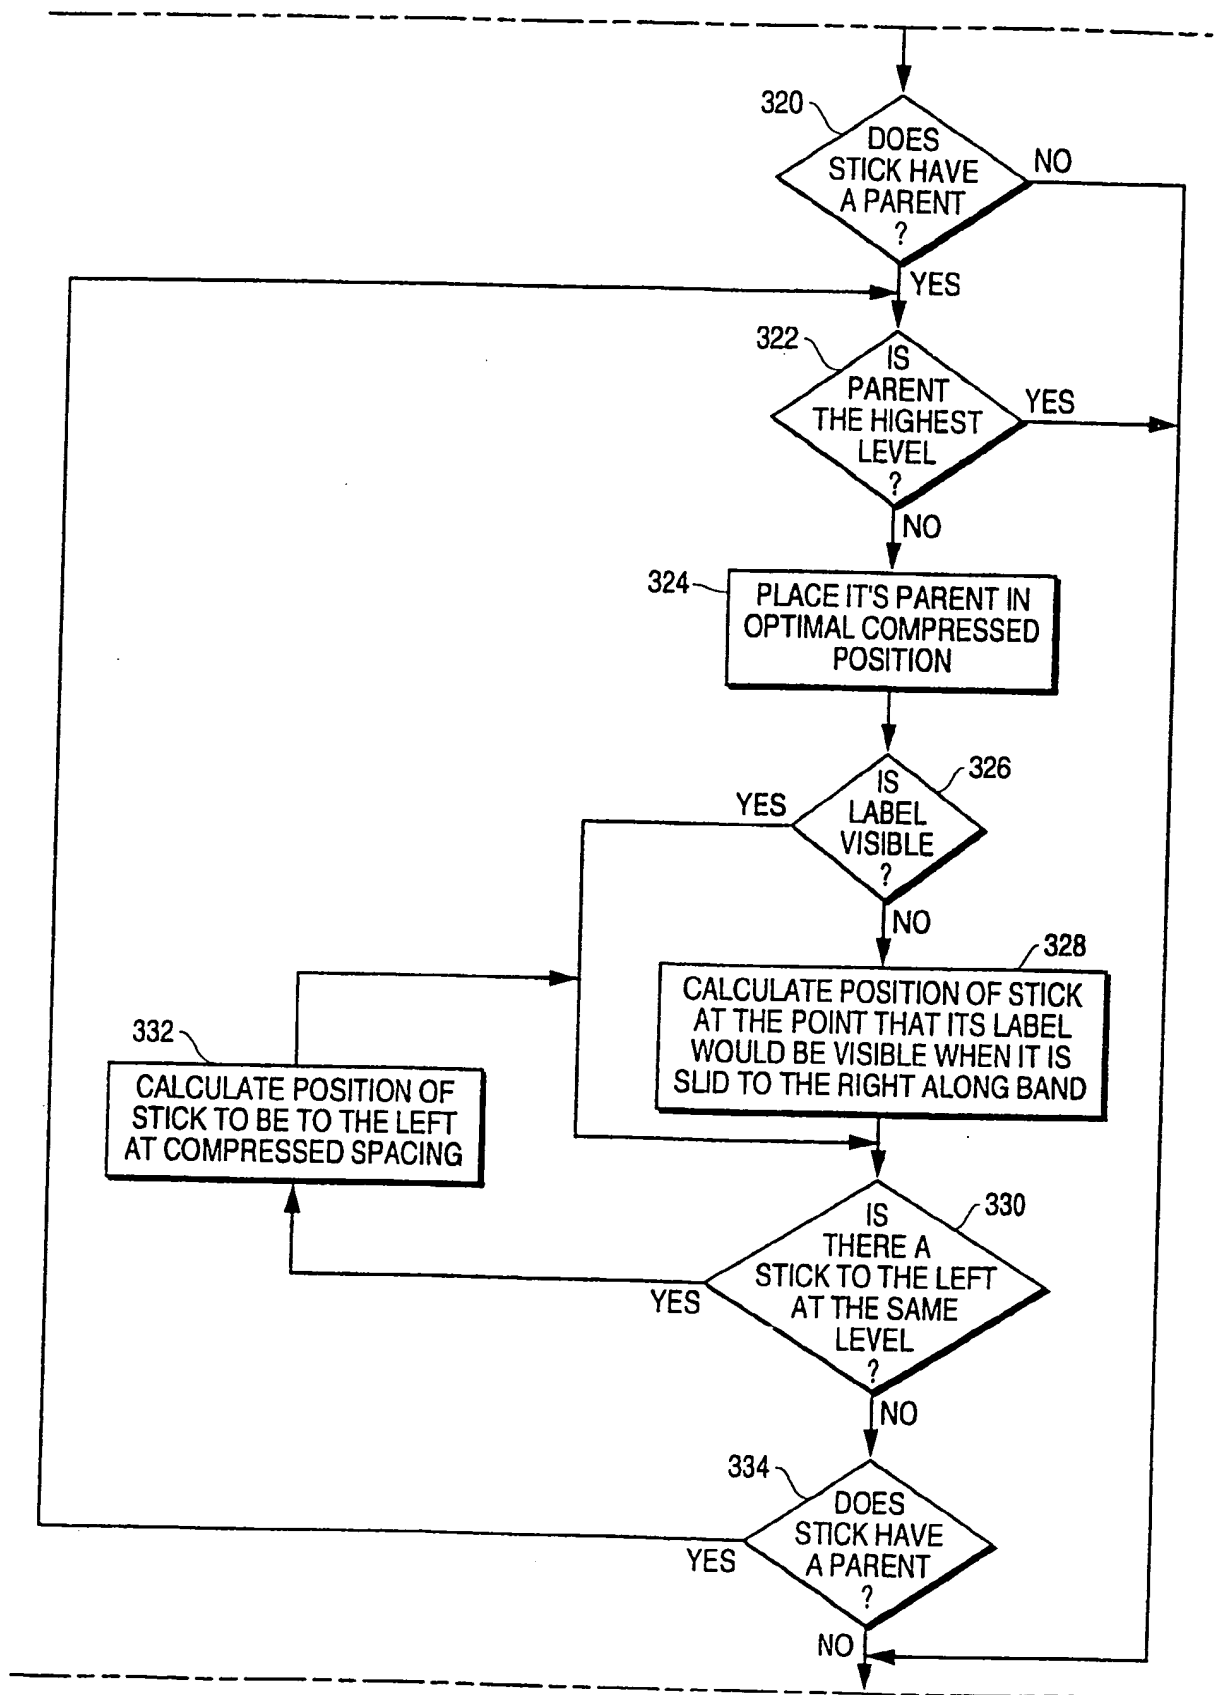 320
DOES
STICK HAVE
A PARENT
?
NO
YES
322
IS
PARENT
THE HIGHEST
LEVEL
?
YES
NO
324
PLACE IT'S PARENT IN
OPTIMAL COMPRESSED
POSITION
326
IS
LABEL
VISIBLE
?
YES
NO
328
CALCULATE POSITION OF STICK
AT THE POINT THAT ITS LABEL
WOULD BE VISIBLE WHEN IT IS
SLID TO THE RIGHT ALONG BAND
332
CALCULATE POSITION OF
STICK TO BE TO THE LEFT
AT COMPRESSED SPACING
330
IS
THERE A
STICK TO THE LEFT
AT THE SAME
LEVEL
?
YES
NO
334
DOES
STICK HAVE
A PARENT
?
YES
NO